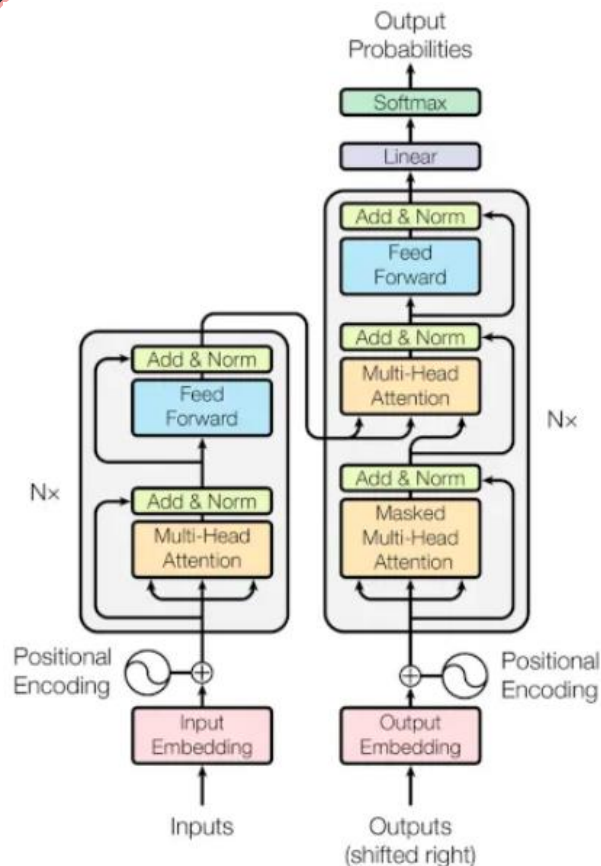 Output
Probabilities
Softmax
Linear
Add & Norm
Feed
Forward
Add & Norm
Multi-Head
Attention
Add & Norm
Masked
Multi-Head
Attention
Nx
Add & Norm
Feed
Forward
Add & Norm
Multi-Head
Attention
Nx
Positional
Encoding
Positional
Encoding
Input
Embedding
Output
Embedding
Inputs
Outputs
(shifted right)